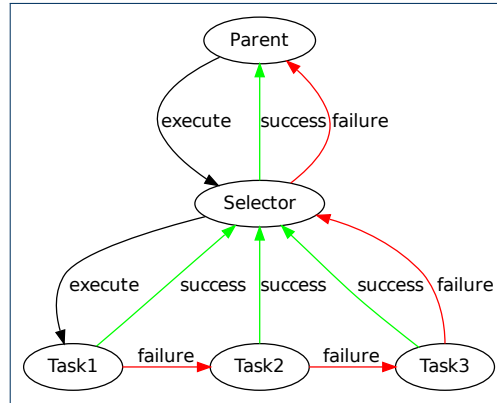 Parent
execute
success
failure
Selector
execute
success
success
success
failure
failure
failure
Task1
Task2
Task3